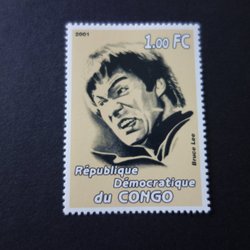 2001
1.00 FC
Bruce Lee
République
Démocratique
du CONGO